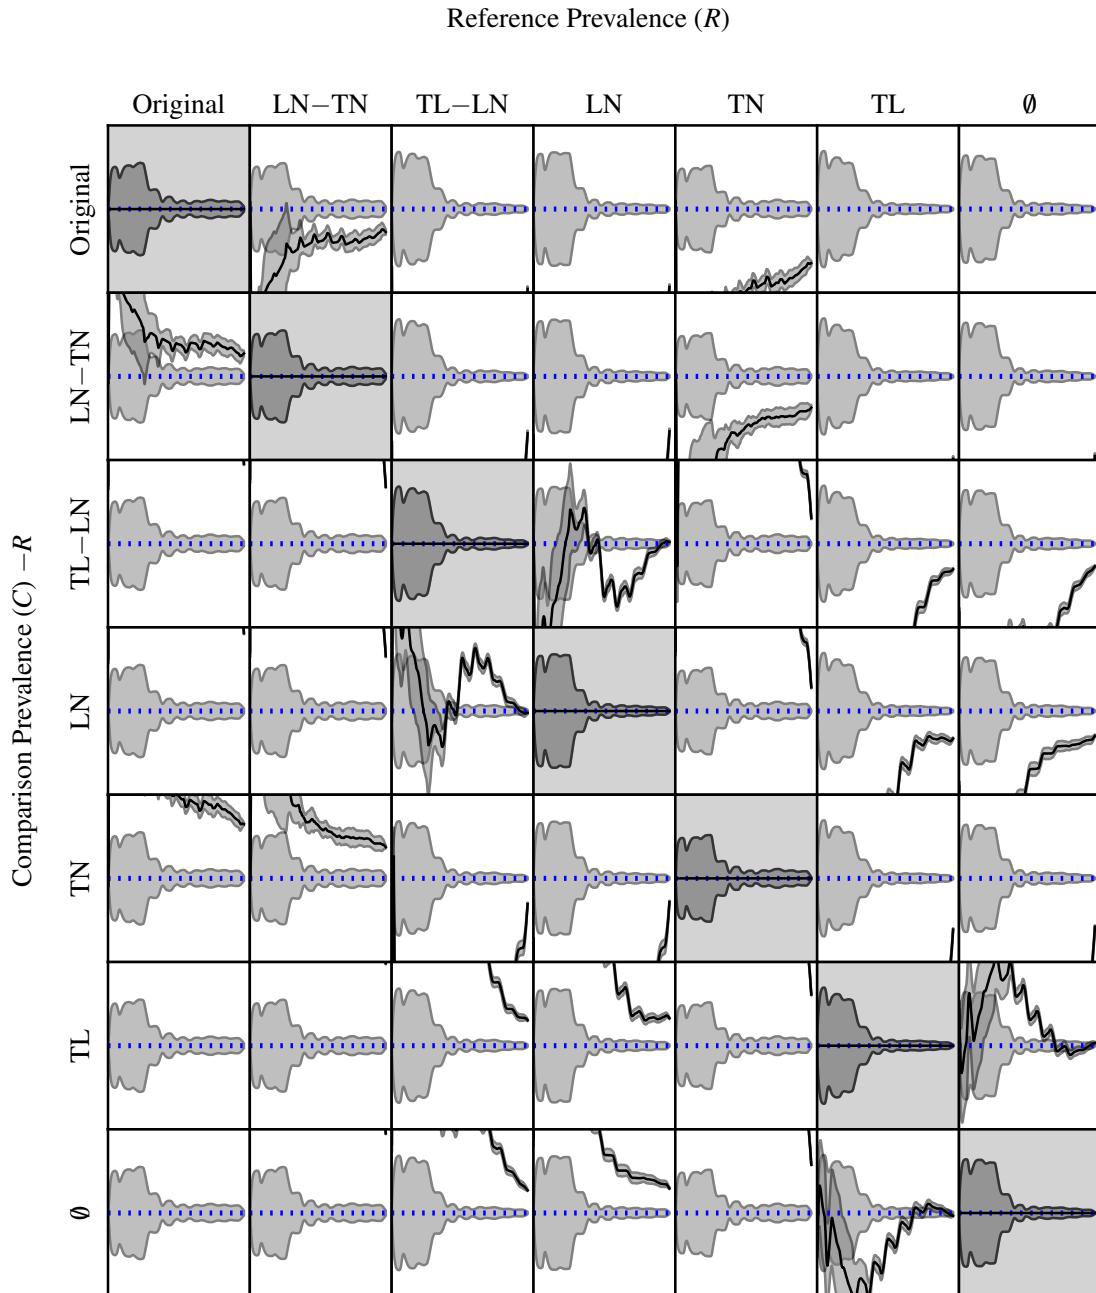 Reference Prevalence (R)
Original LN−TN TL−LN LN TN TL ∅
Comparison Prevalence (C) −R
Original
LN−TN
TL−LN
LN
TN
TL
∅